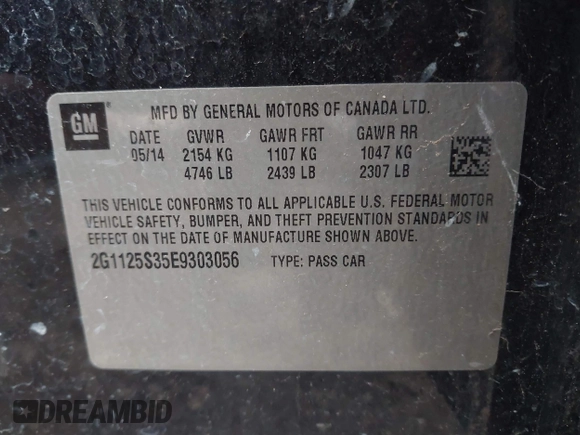 GM ®
MFD BY GENERAL MOTORS OF CANADA LTD.
DATE GVWR GAWR FRT GAWR RR
05/14 2154 KG 1107 KG 1047 KG
4746 LB 2439 LB 2307 LB
THIS VEHICLE CONFORMS TO ALL APPLICABLE U.S. FEDERAL MOTOR
VEHICLE SAFETY, BUMPER, AND THEFT PREVENTION STANDARDS IN
EFFECT ON THE DATE OF MANUFACTURE SHOWN ABOVE.
2G1125S35E9303056 TYPE: PASS CAR
DREAMBID